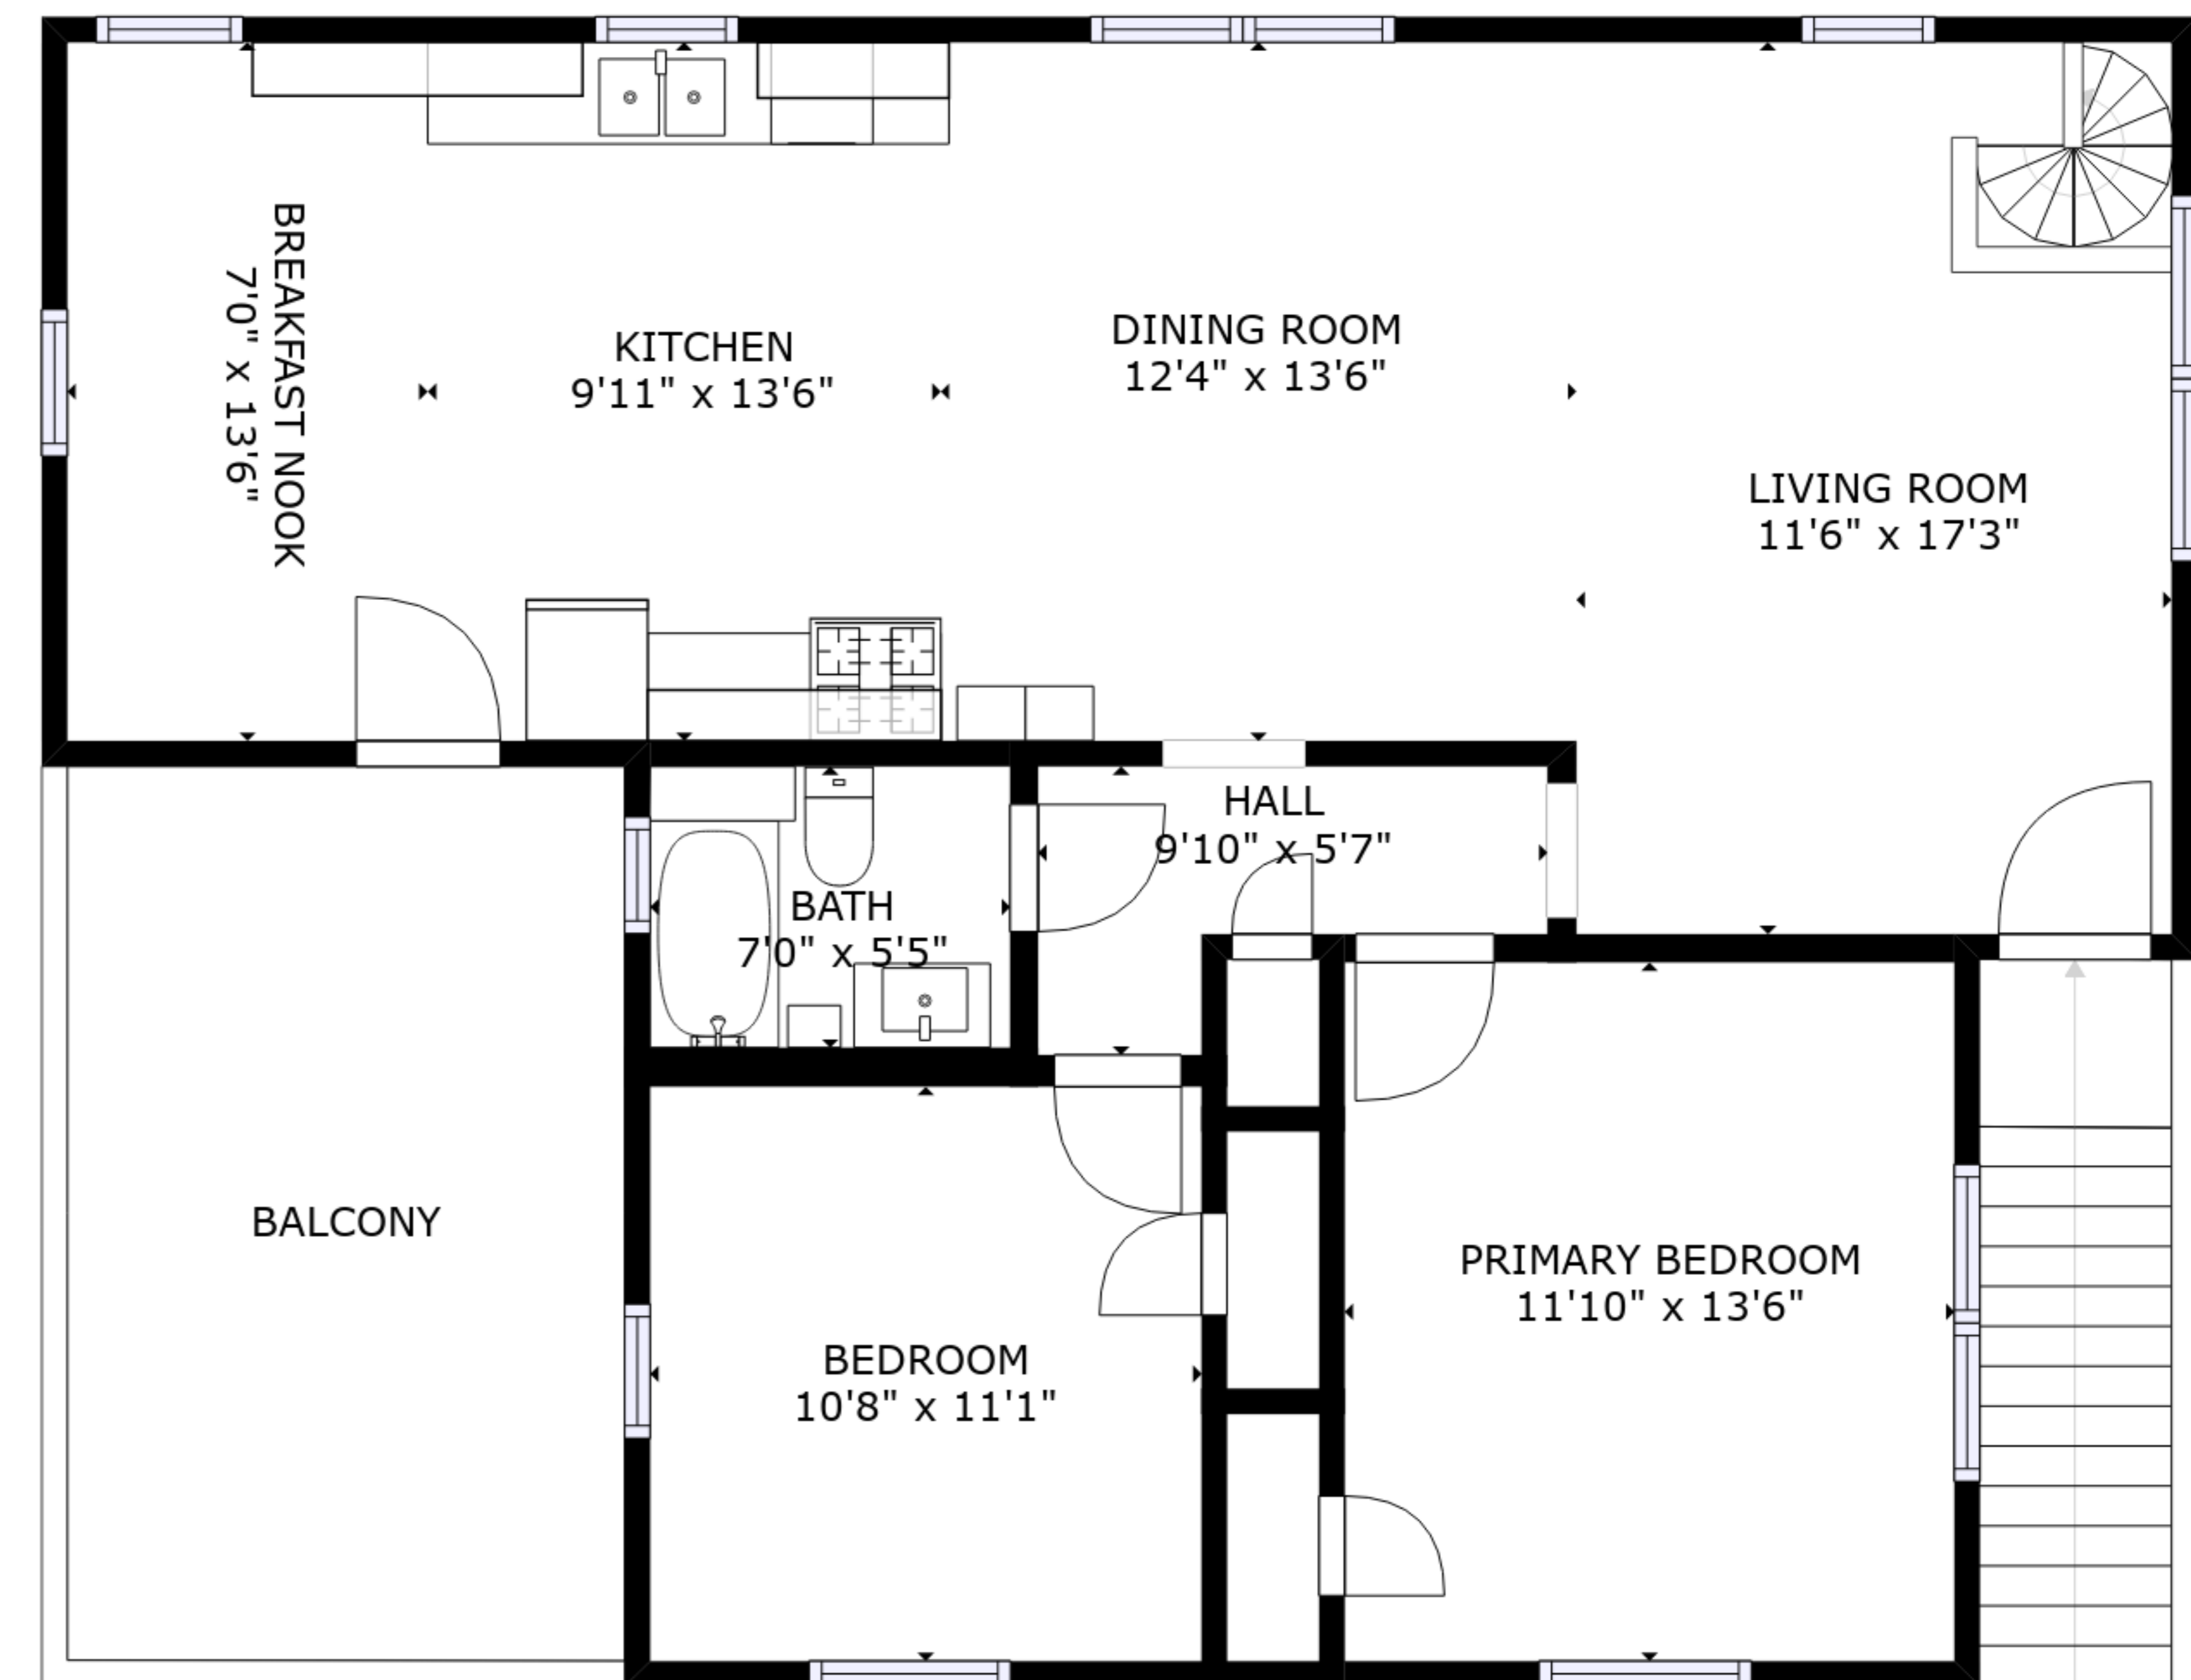 BREAKFAST NOOK
7'0" x 13'6"
KITCHEN
9'11" x 13'6"
DINING ROOM
12'4" x 13'6"
LIVING ROOM
11'6" x 17'3"
HALL
9'10" x 5'7"
BATH
7'0" x 5'5"
BALCONY
BEDROOM
10'8" x 11'1"
PRIMARY BEDROOM
11'10" x 13'6"